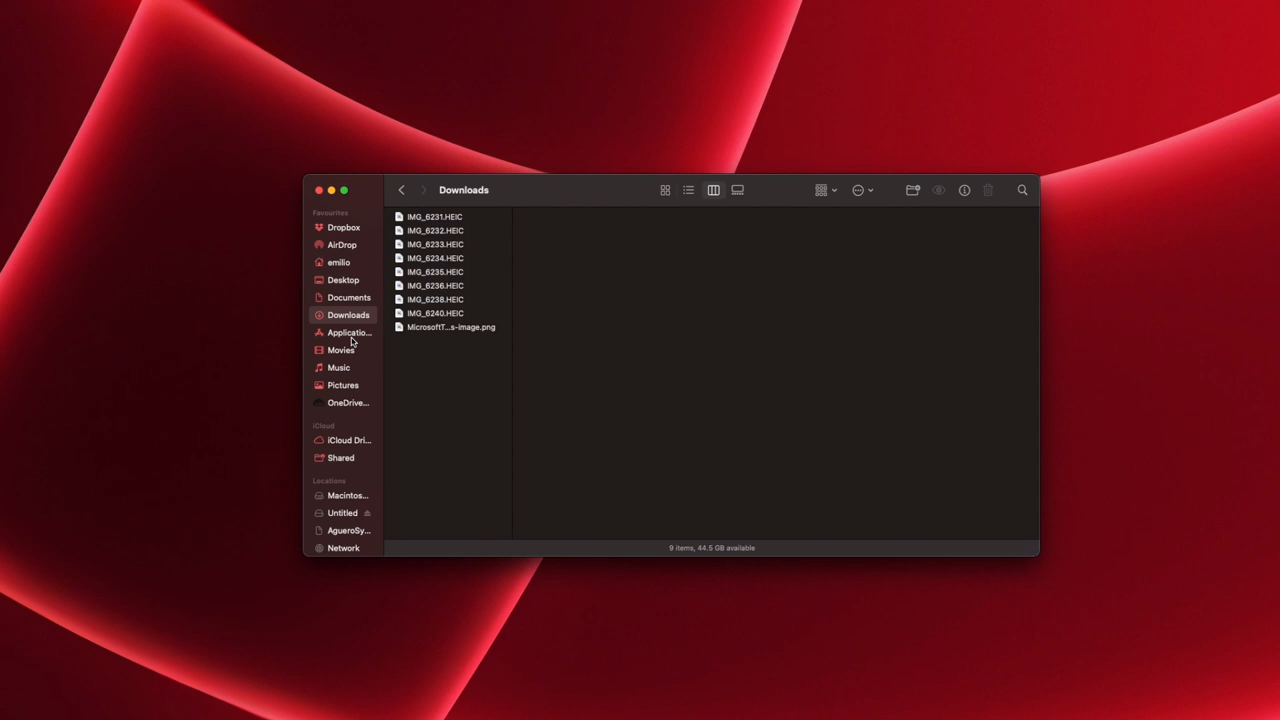 Downloads
Favourites
Dropbox
AirDrop
emilio
Desktop
Documents
Downloads
Applicatio...
Movies
Music
Pictures
OneDrive...
iCloud
iCloud Dri...
Shared
Locations
Macintos...
Untitled
AgueroSy...
Network
IMG_6231.HEIC
IMG_6232.HEIC
IMG_6233.HEIC
IMG_6234.HEIC
IMG_6235.HEIC
IMG_6236.HEIC
IMG_6238.HEIC
IMG_6240.HEIC
MicrosoftT...s-image.png
9 items, 44.5 GB available